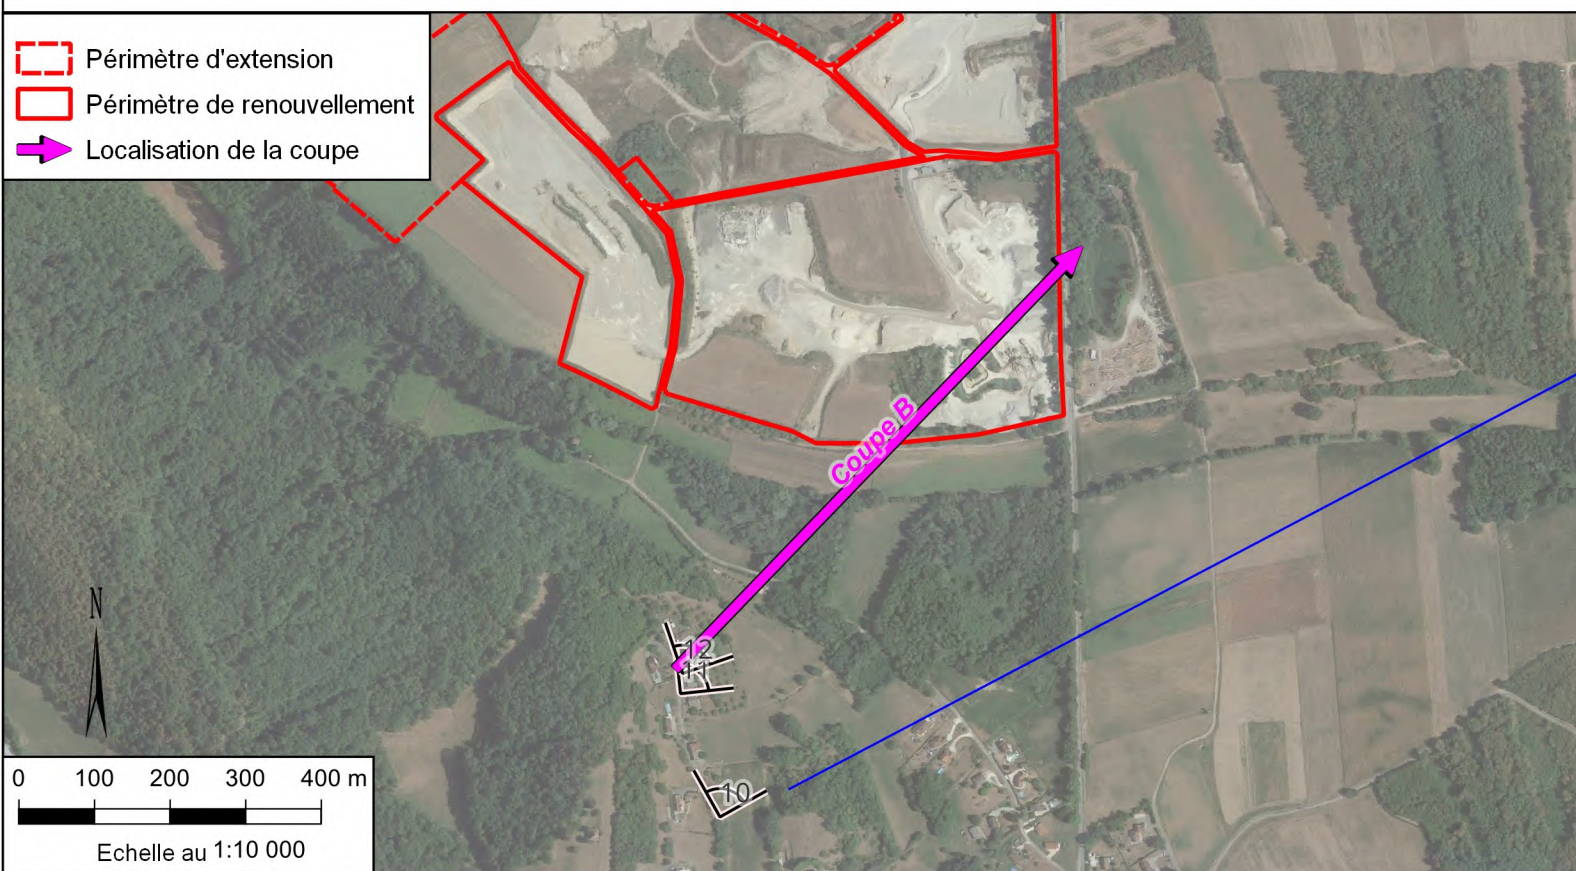 Périmètre d'extension
Périmètre de renouvellement
Localisation de la coupe
Coupe B
N
12
11
10
0 100 200 300 400 m
Echelle au 1:10 000